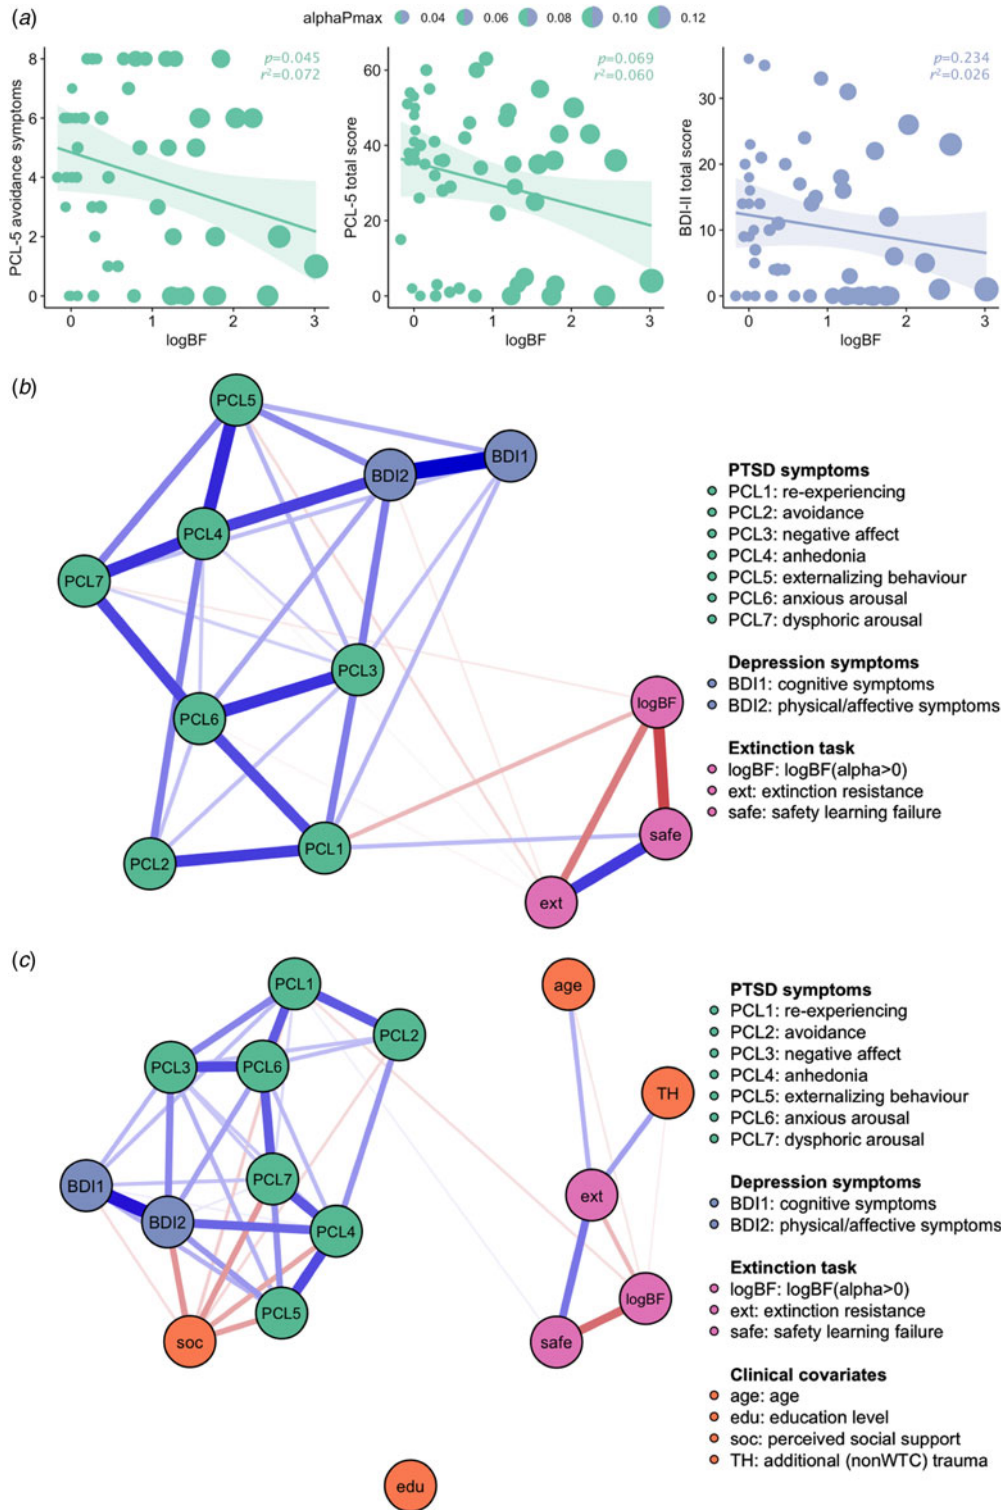 (a)
alphaPmax 0.04 0.06 0.08 0.10 0.12
PCL-5 avoidance symptoms
8
6
4
2
0
p=0.045
r²=0.072
0 1 2 3
logBF
PCL-5 total score
60
40
20
0
p=0.069
r²=0.060
0 1 2 3
logBF
BDI-II total score
30
20
10
0
p=0.234
r²=0.026
0 1 2 3
logBF
(b)
PCL5
BDI1
BDI2
PCL4
PCL7
PCL3
logBF
PCL6
safe
PCL1
PCL2
ext
PTSD symptoms
PCL1: re-experiencing
PCL2: avoidance
PCL3: negative affect
PCL4: anhedonia
PCL5: externalizing behaviour
PCL6: anxious arousal
PCL7: dysphoric arousal
Depression symptoms
BDI1: cognitive symptoms
BDI2: physical/affective symptoms
Extinction task
logBF: logBF(alpha>0)
ext: extinction resistance
safe: safety learning failure
(c)
PCL1
age
PCL2
PCL3
PCL6
TH
PCL7
BDI1
ext
BDI2
PCL4
logBF
PCL5
soc
safe
edu
PTSD symptoms
PCL1: re-experiencing
PCL2: avoidance
PCL3: negative affect
PCL4: anhedonia
PCL5: externalizing behaviour
PCL6: anxious arousal
PCL7: dysphoric arousal
Depression symptoms
BDI1: cognitive symptoms
BDI2: physical/affective symptoms
Extinction task
logBF: logBF(alpha>0)
ext: extinction resistance
safe: safety learning failure
Clinical covariates
age: age
edu: education level
soc: perceived social support
TH: additional (nonWTC) trauma